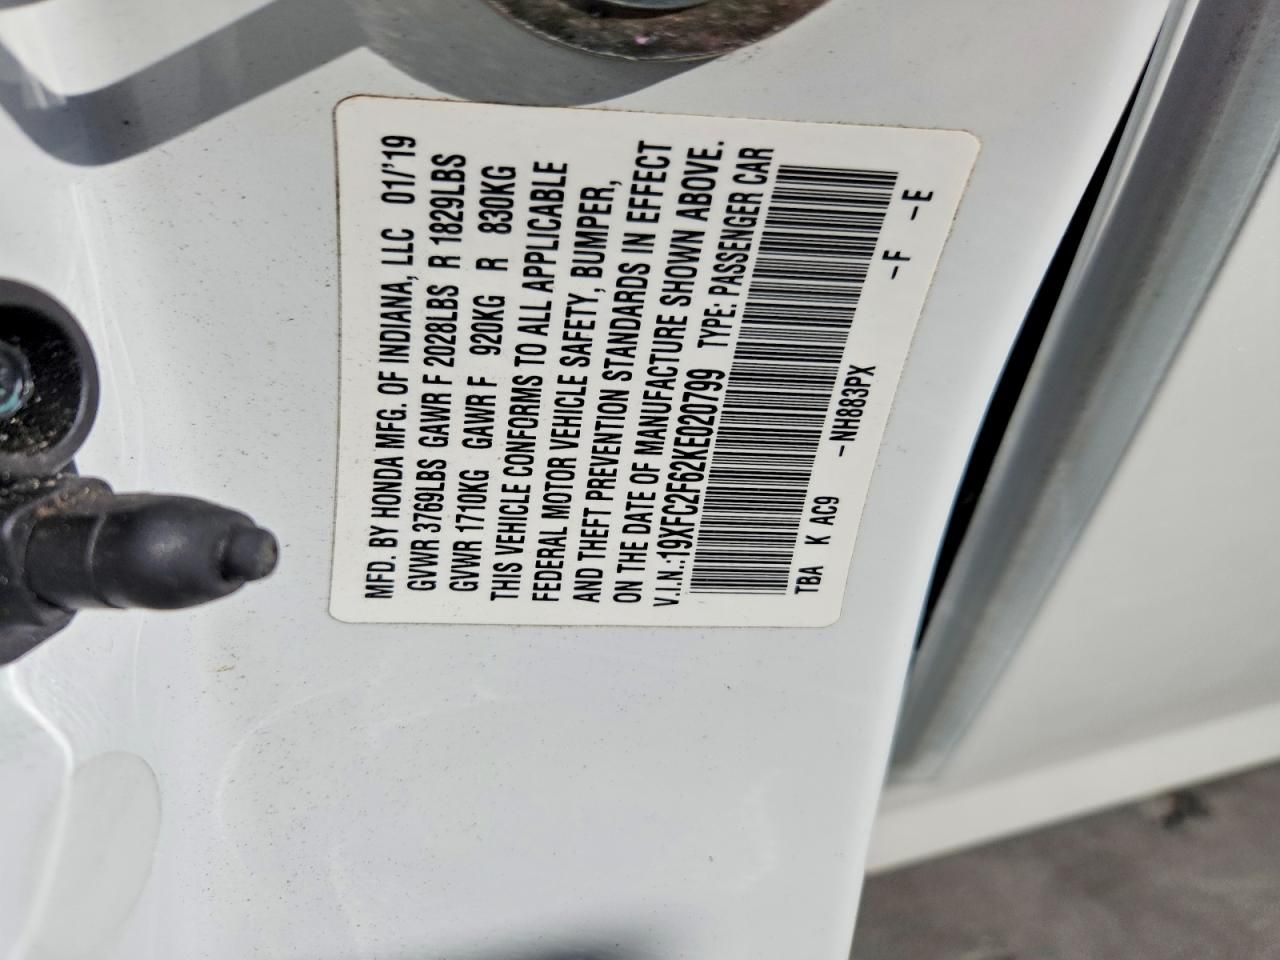 MFD. BY HONDA MFG. OF INDIANA, LLC 01/'19
GVWR 3769LBS GAWR F 2028LBS R 1829LBS
GVWR 1710KG GAWR F 920KG R 830KG
THIS VEHICLE CONFORMS TO ALL APPLICABLE
FEDERAL MOTOR VEHICLE SAFETY, BUMPER,
AND THEFT PREVENTION STANDARDS IN EFFECT
ON THE DATE OF MANUFACTURE SHOWN ABOVE.
V.I.N.:19XFC2F62KE020799 TYPE: PASSENGER CAR
TBA K AC9 -NH883PX -F -E